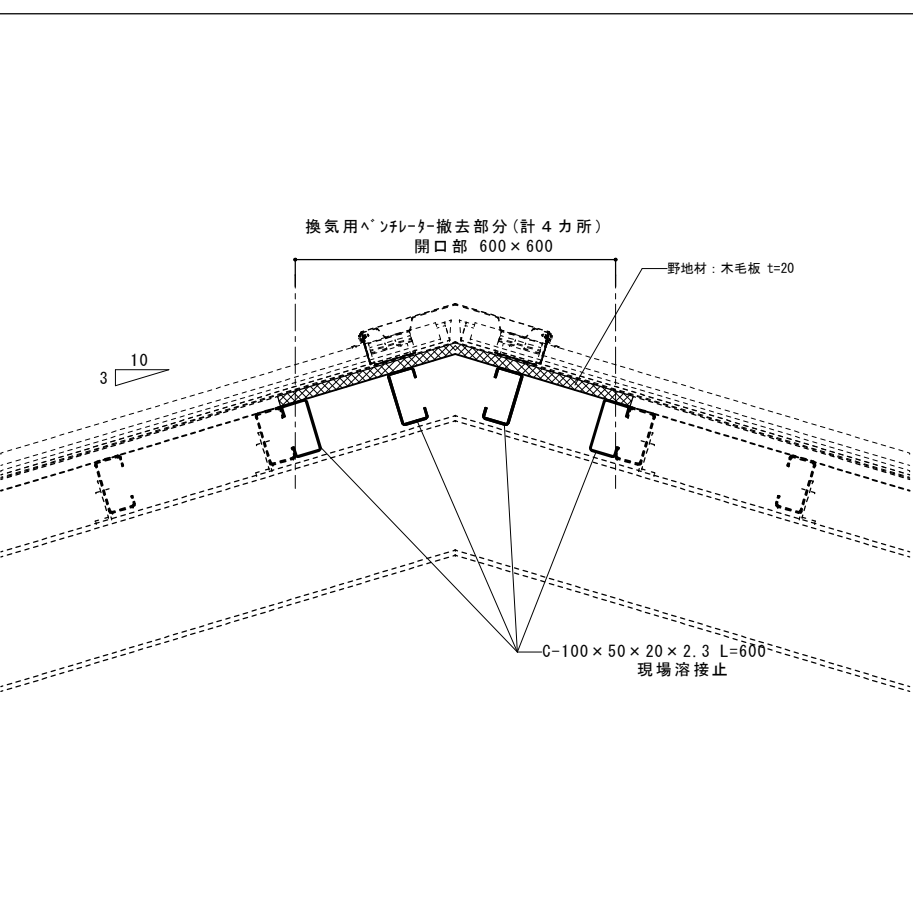 換気用ベンチレーター撤去部分(計４カ所)
開口部 600×600
野地材：木毛板 t=20
10
3
C-100×50×20×2.3 L=600
現場溶接止